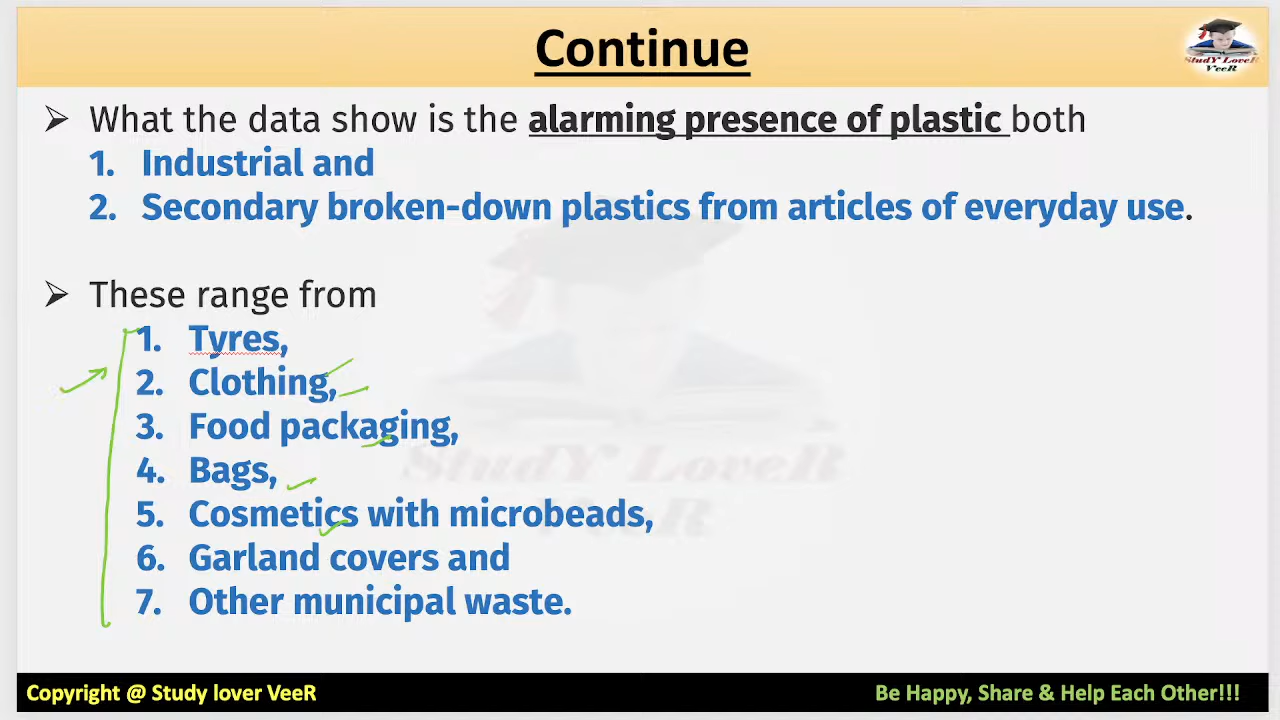 Continue
StudY LoveR
VeeR
➢ What the data show is the alarming presence of plastic both
1. Industrial and
2. Secondary broken-down plastics from articles of everyday use.
➢ These range from
1. Tyres,
2. Clothing,
3. Food packaging,
4. Bags,
5. Cosmetics with microbeads,
6. Garland covers and
7. Other municipal waste.
StudY LoveR
VeeR
Copyright @ Study lover VeeR
Be Happy, Share & Help Each Other!!!